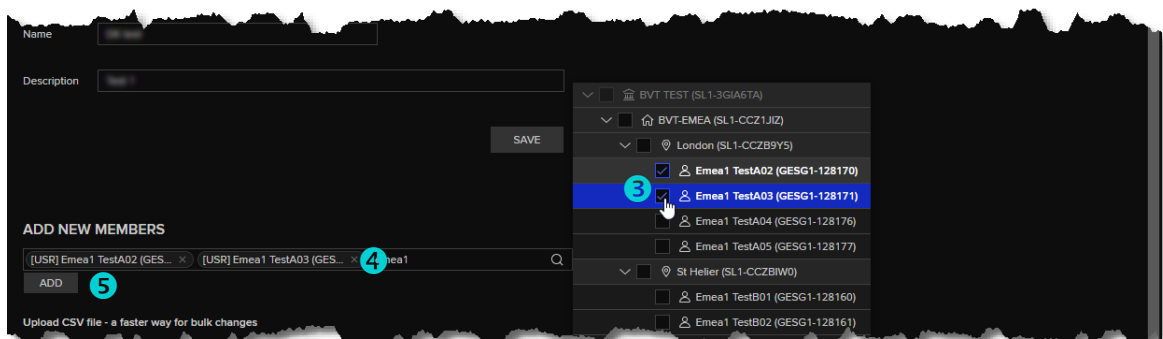 Name
Description
SAVE
BVT TEST (SL1-3GIA6TA)
BVT-EMEA (SL1-CCZ1JIZ)
London (SL1-CCZB9Y5)
Emea1 TestA02 (GESG1-128170)
3
Emea1 TestA03 (GESG1-128171)
Emea1 TestA04 (GESG1-128176)
Emea1 TestA05 (GESG1-128177)
St Helier (SL1-CCZBIW0)
Emea1 TestB01 (GESG1-128160)
Emea1 TestB02 (GESG1-128161)
ADD NEW MEMBERS
[USR] Emea1 TestA02 (GES... × [USR] Emea1 TestA03 (GES... × 4
ADD 5
Upload CSV file - a faster way for bulk changes